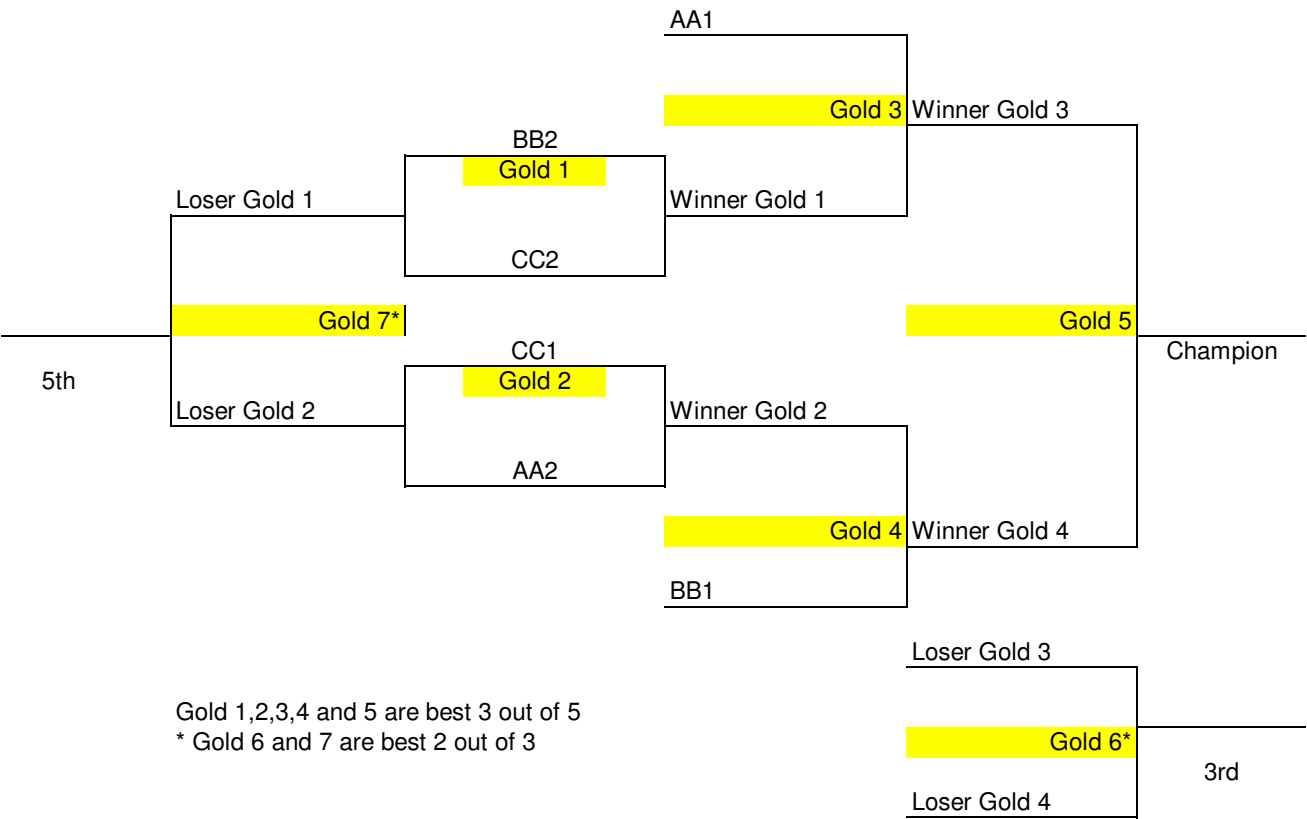 AA1
Gold 3 Winner Gold 3
BB2
Gold 1
Loser Gold 1 Winner Gold 1
CC2
Gold 7* Gold 5
CC1 Champion
5th Gold 2
Loser Gold 2 Winner Gold 2
AA2
Gold 4 Winner Gold 4
BB1
Loser Gold 3
Gold 1,2,3,4 and 5 are best 3 out of 5
* Gold 6 and 7 are best 2 out of 3 Gold 6*
3rd
Loser Gold 4